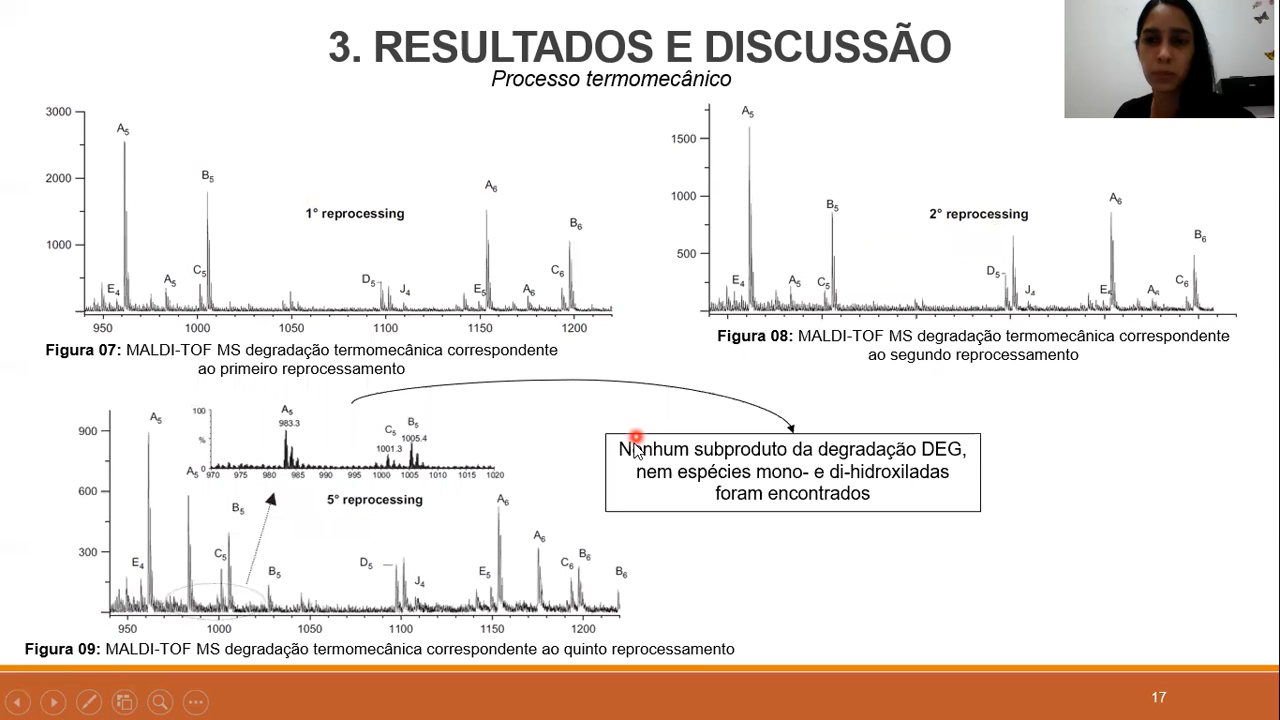 3. RESULTADOS E DISCUSSÃO
Processo termomecânico
3000
2000
1000
A5
B5
1° reprocessing
A6
B6
E4
A5
C5
D5
J4
E5
A6
C6
950 1000 1050 1100 1150 1200
Figura 07: MALDI-TOF MS degradação termomecânica correspondente
ao primeiro reprocessamento
1500
1000
500
A5
B5
2° reprocessing
A6
B6
E4
A5
C5
D5
J4
E5
A6
C6
Figura 08: MALDI-TOF MS degradação termomecânica correspondente
ao segundo reprocessamento
900
600
300
A5
100
%
0
A5
983.3
C5
1001.3
B5
1005.4
970 975 980 985 990 995 1000 1005 1010 1015 1020
A5
5° reprocessing
B5
A6
E4
C5
B5
D5
J4
E5
A6
C6
B6
B6
950 1000 1050 1100 1150 1200
Nenhum subproduto da degradação DEG,
nem espécies mono- e di-hidroxiladas
foram encontrados
Figura 09: MALDI-TOF MS degradação termomecânica correspondente ao quinto reprocessamento
17